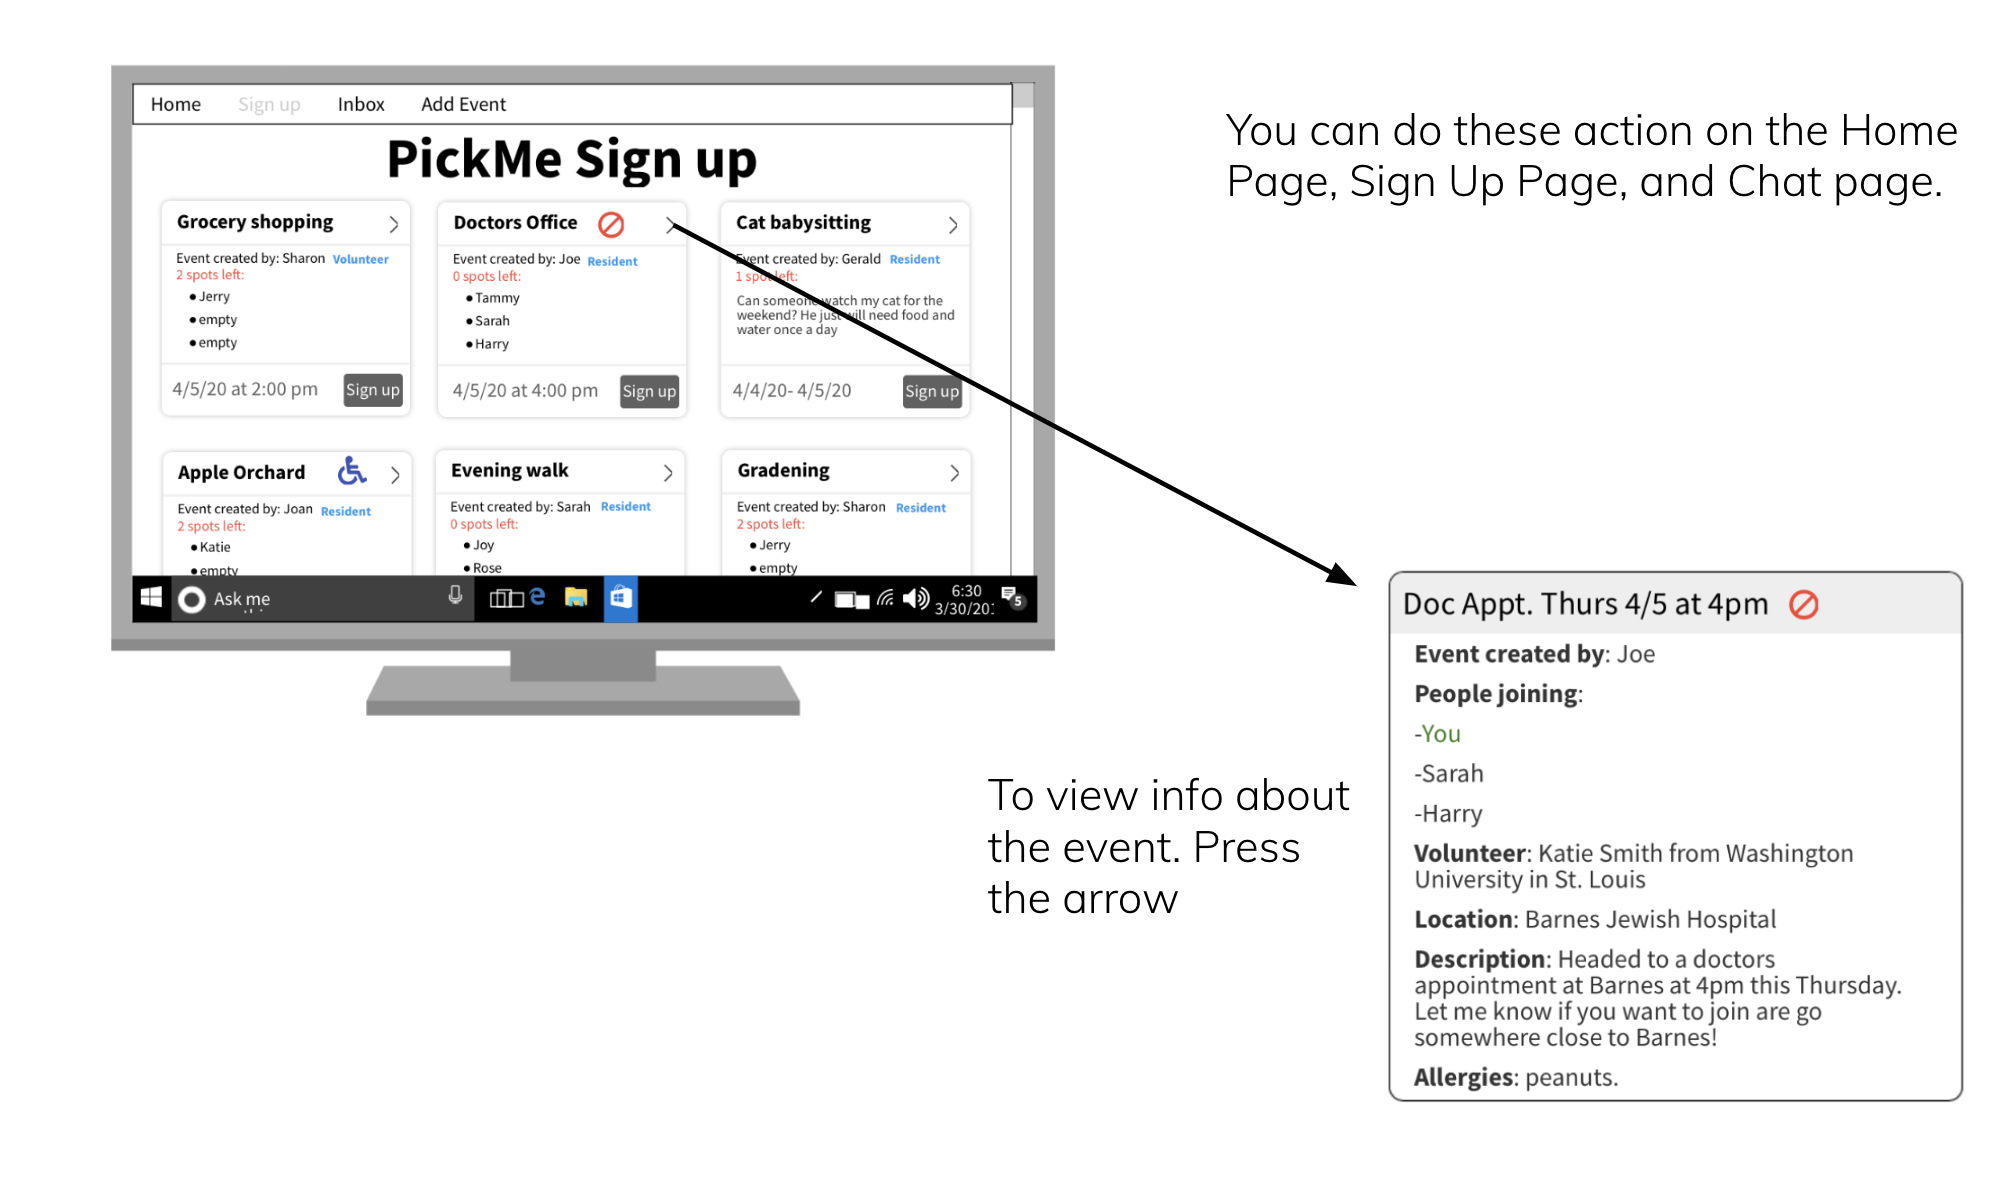 Home Sign up Inbox Add Event
PickMe Sign up
Grocery shopping
Event created by: Sharon Volunteer
2 spots left:
• Jerry
• empty
• empty
4/5/20 at 2:00 pm Sign up
Doctors Office
Event created by: Joe Resident
0 spots left:
• Tammy
• Sarah
• Harry
4/5/20 at 4:00 pm Sign up
Cat babysitting
Event created by: Gerald Resident
1 spot left:
Can someone watch my cat for the
weekend? He just will need food and
water once a day
4/4/20- 4/5/20 Sign up
Apple Orchard
Event created by: Joan Resident
2 spots left:
• Katie
• empty
Evening walk
Event created by: Sarah Resident
0 spots left:
• Joy
• Rose
Gradening
Event created by: Sharon Resident
2 spots left:
• Jerry
• empty
Ask me
6:30
3/30/20
5
You can do these action on the Home
Page, Sign Up Page, and Chat page.
To view info about
the event. Press
the arrow
Doc Appt. Thurs 4/5 at 4pm
Event created by: Joe
People joining:
-You
-Sarah
-Harry
Volunteer: Katie Smith from Washington
University in St. Louis
Location: Barnes Jewish Hospital
Description: Headed to a doctors
appointment at Barnes at 4pm this Thursday.
Let me know if you want to join are go
somewhere close to Barnes!
Allergies: peanuts.